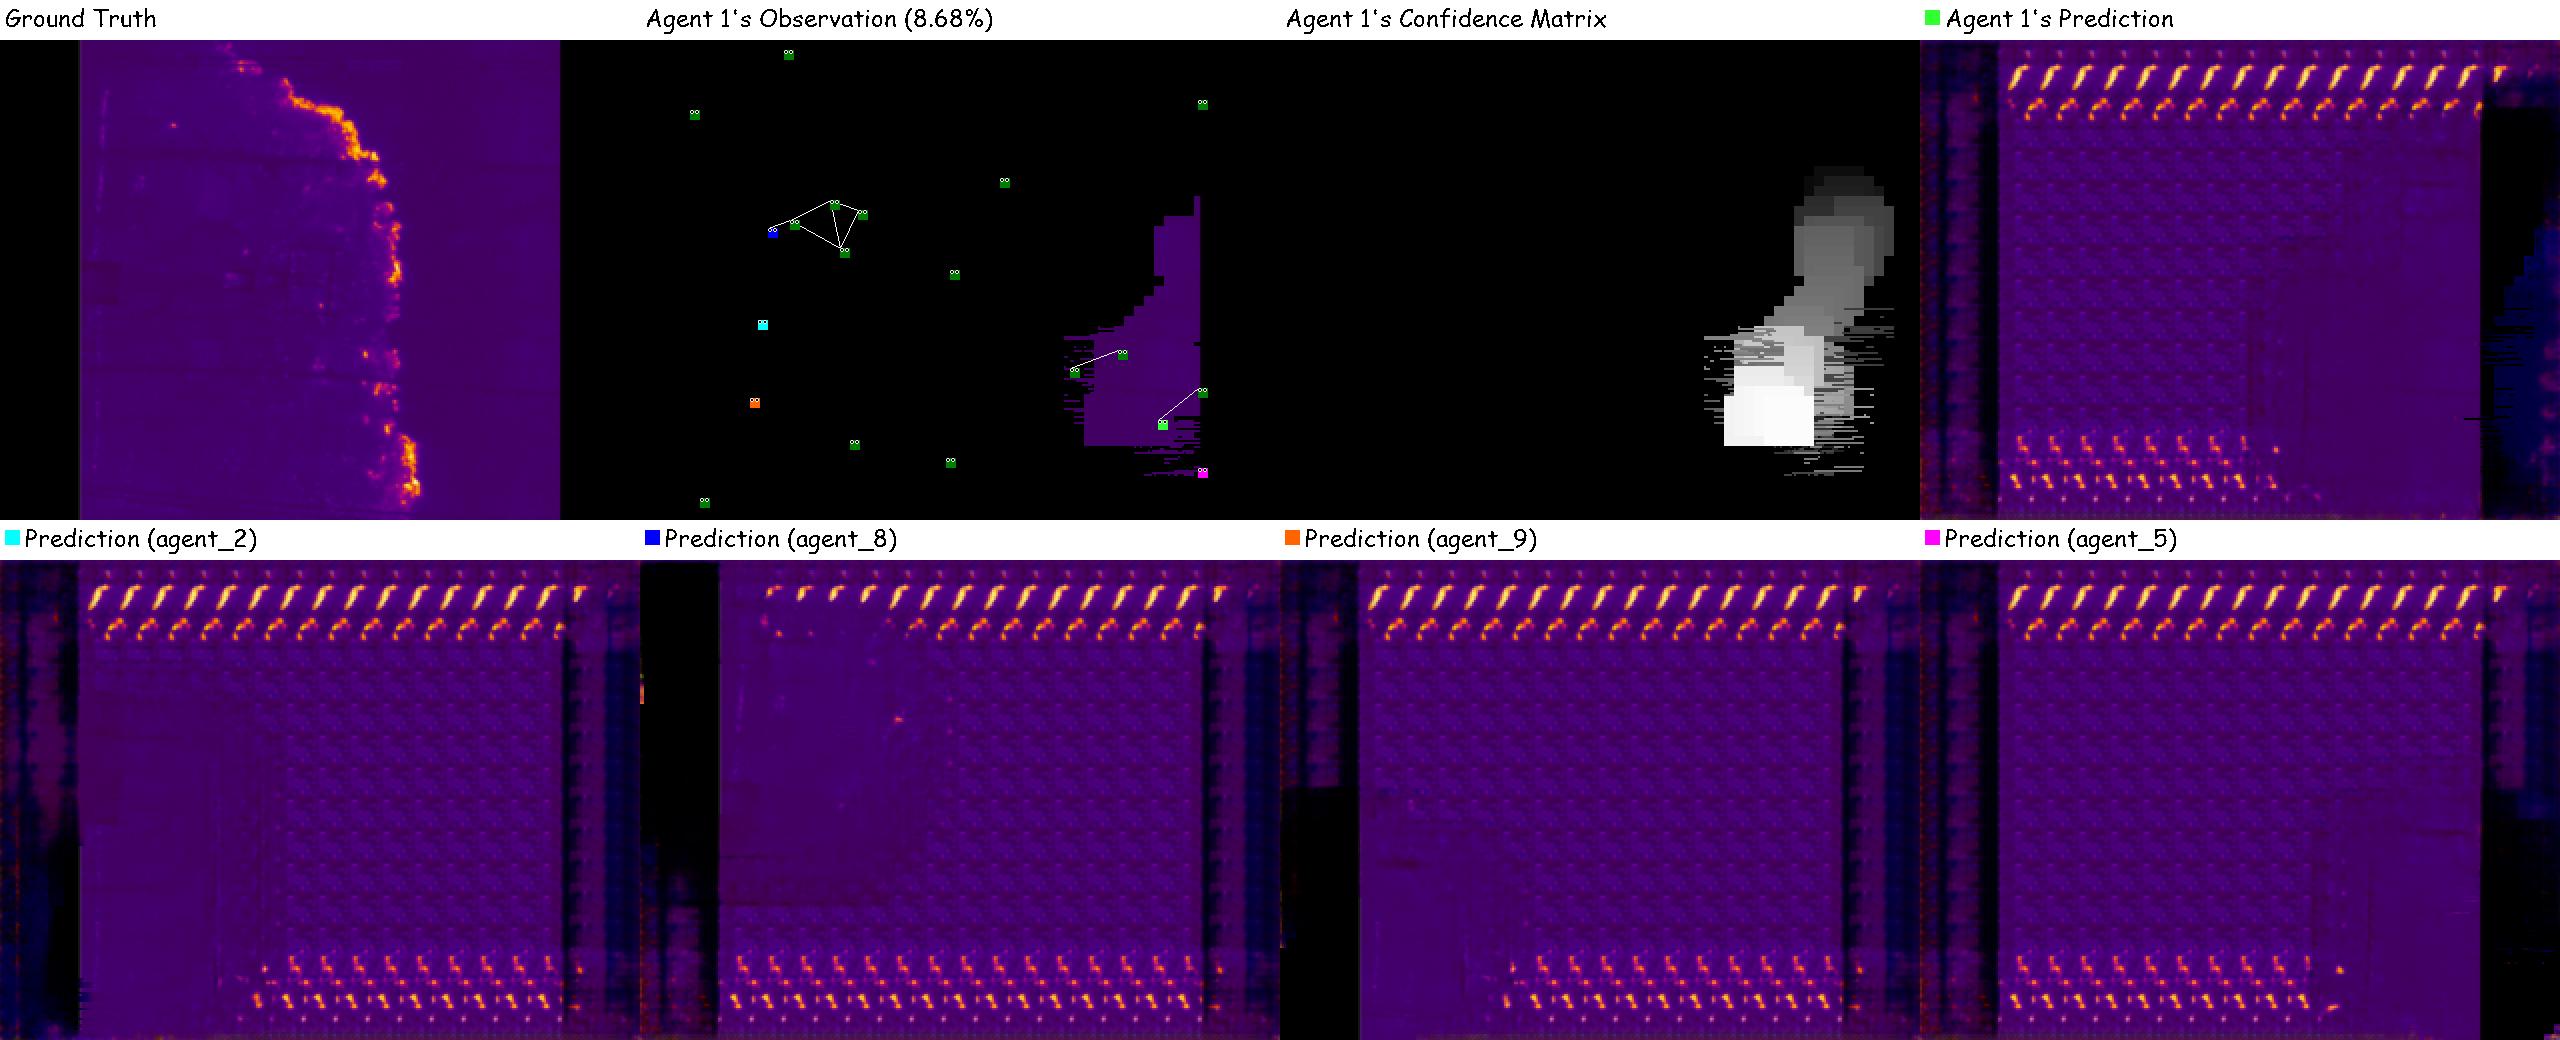 Ground Truth
Agent 1's Observation (8.68%)
Agent 1's Confidence Matrix
Agent 1's Prediction
Prediction (agent_2)
Prediction (agent_8)
Prediction (agent_9)
Prediction (agent_5)